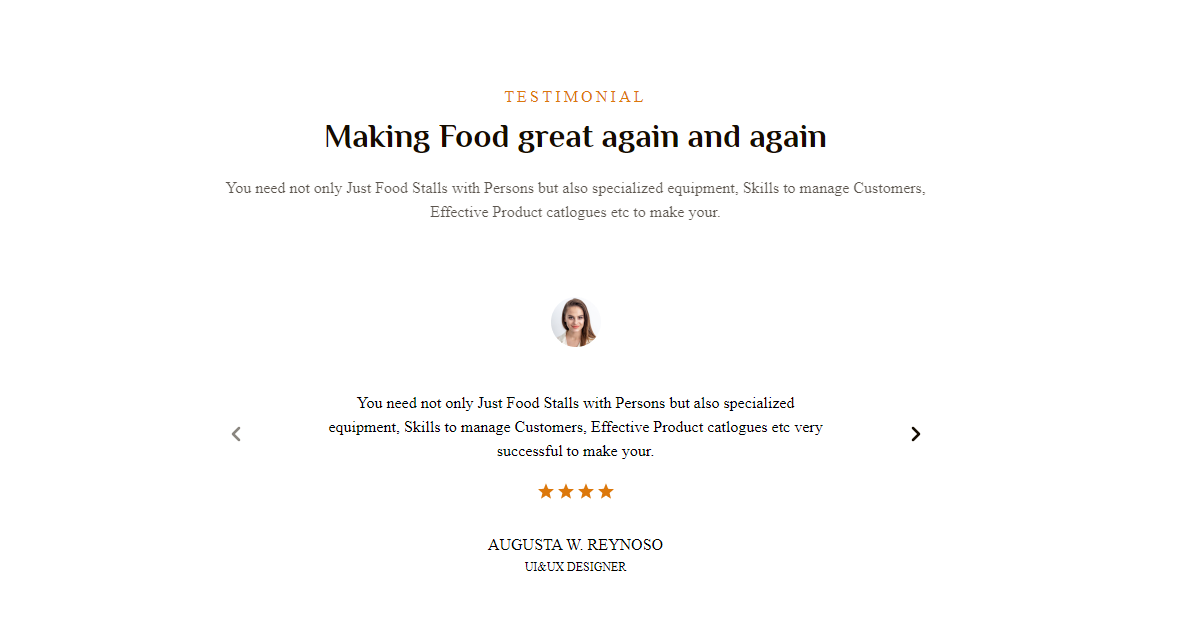 TESTIMONIAL
Making Food great again and again
You need not only Just Food Stalls with Persons but also specialized equipment, Skills to manage Customers,
Effective Product catlogues etc to make your.
You need not only Just Food Stalls with Persons but also specialized
equipment, Skills to manage Customers, Effective Product catlogues etc very
successful to make your.
AUGUSTA W. REYNOSO
UI&UX DESIGNER